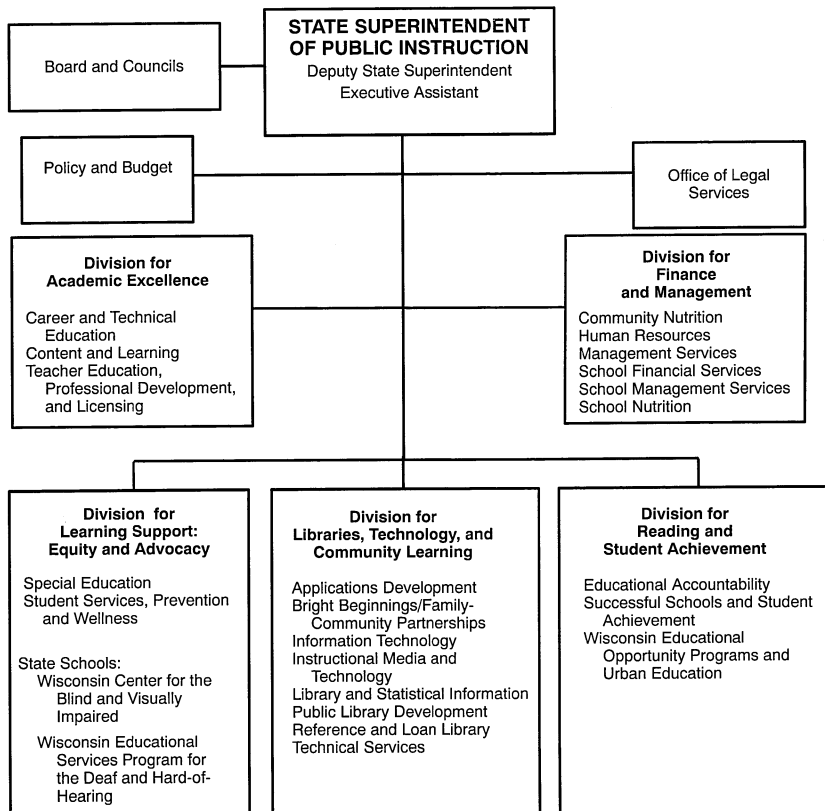 STATE SUPERINTENDENT
OF PUBLIC INSTRUCTION
Deputy State Superintendent
Executive Assistant
Board and Councils
Policy and Budget
Office of Legal
Services
Division for
Academic Excellence
Career and Technical
Education
Content and Learning
Teacher Education,
Professional Development,
and Licensing
Division for
Finance
and Management
Community Nutrition
Human Resources
Management Services
School Financial Services
School Management Services
School Nutrition
Division for
Learning Support:
Equity and Advocacy
Special Education
Student Services, Prevention
and Wellness
State Schools:
Wisconsin Center for the
Blind and Visually
Impaired
Wisconsin Educational
Services Program for
the Deaf and Hard-of-
Hearing
Division for
Libraries, Technology, and
Community Learning
Applications Development
Bright Beginnings/Family-
Community Partnerships
Information Technology
Instructional Media and
Technology
Library and Statistical Information
Public Library Development
Reference and Loan Library
Technical Services
Division for
Reading and
Student Achievement
Educational Accountability
Successful Schools and Student
Achievement
Wisconsin Educational
Opportunity Programs and
Urban Education